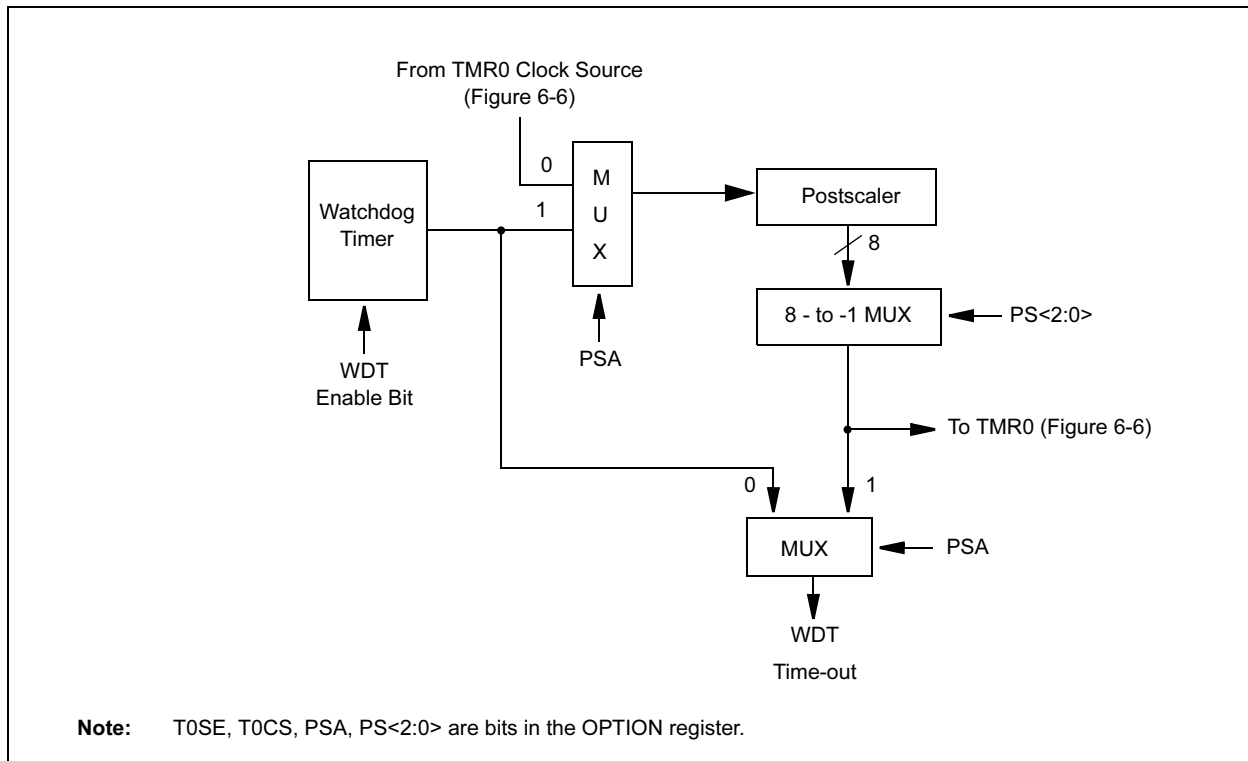 From TMR0 Clock Source
(Figure 6-6)
0
M
U
X
1
Watchdog
Timer
Postscaler
8
8 - to -1 MUX
PS<2:0>
PSA
WDT
Enable Bit
To TMR0 (Figure 6-6)
0
1
MUX
PSA
WDT
Time-out
Note: T0SE, T0CS, PSA, PS<2:0> are bits in the OPTION register.